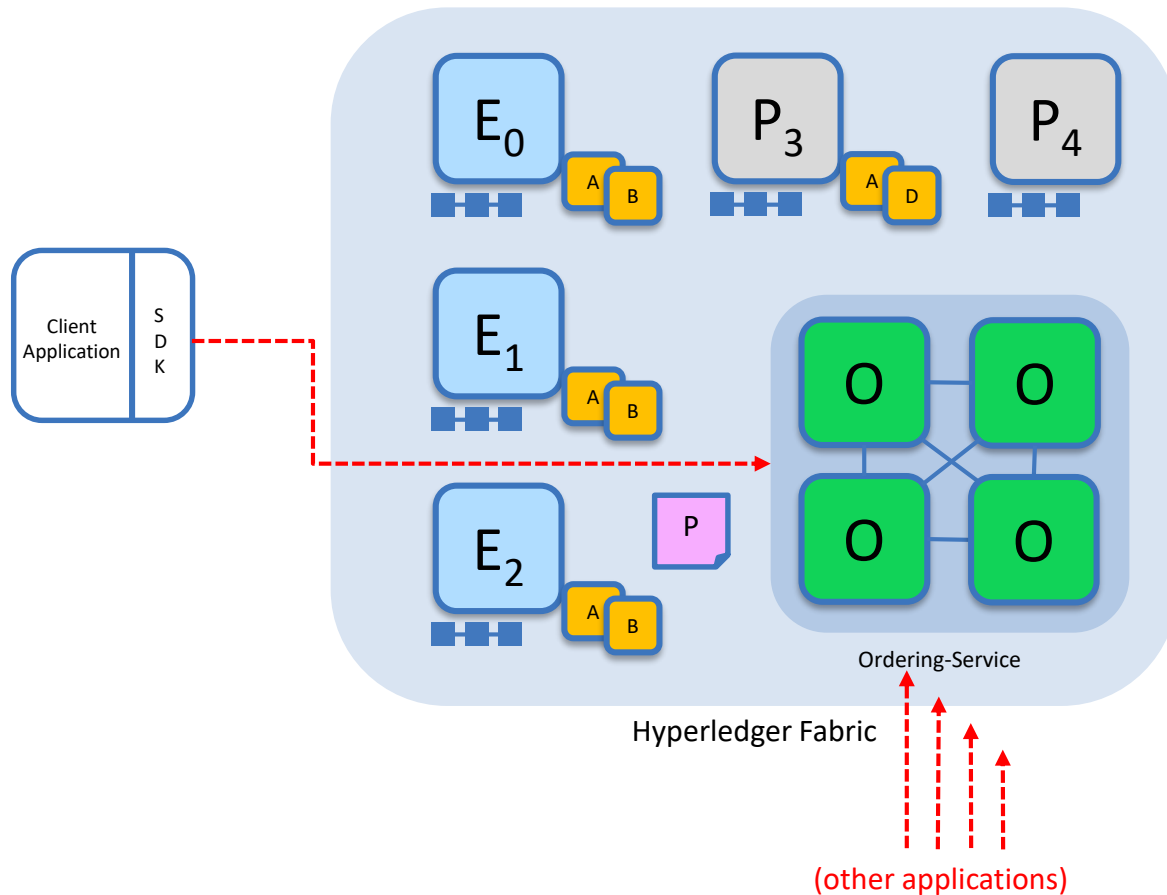 E0
P3
P4
A
B
A
D
Client
Application
S
D
K
E1
A
B
O
O
E2
A
B
P
O
O
Ordering-Service
Hyperledger Fabric
(other applications)